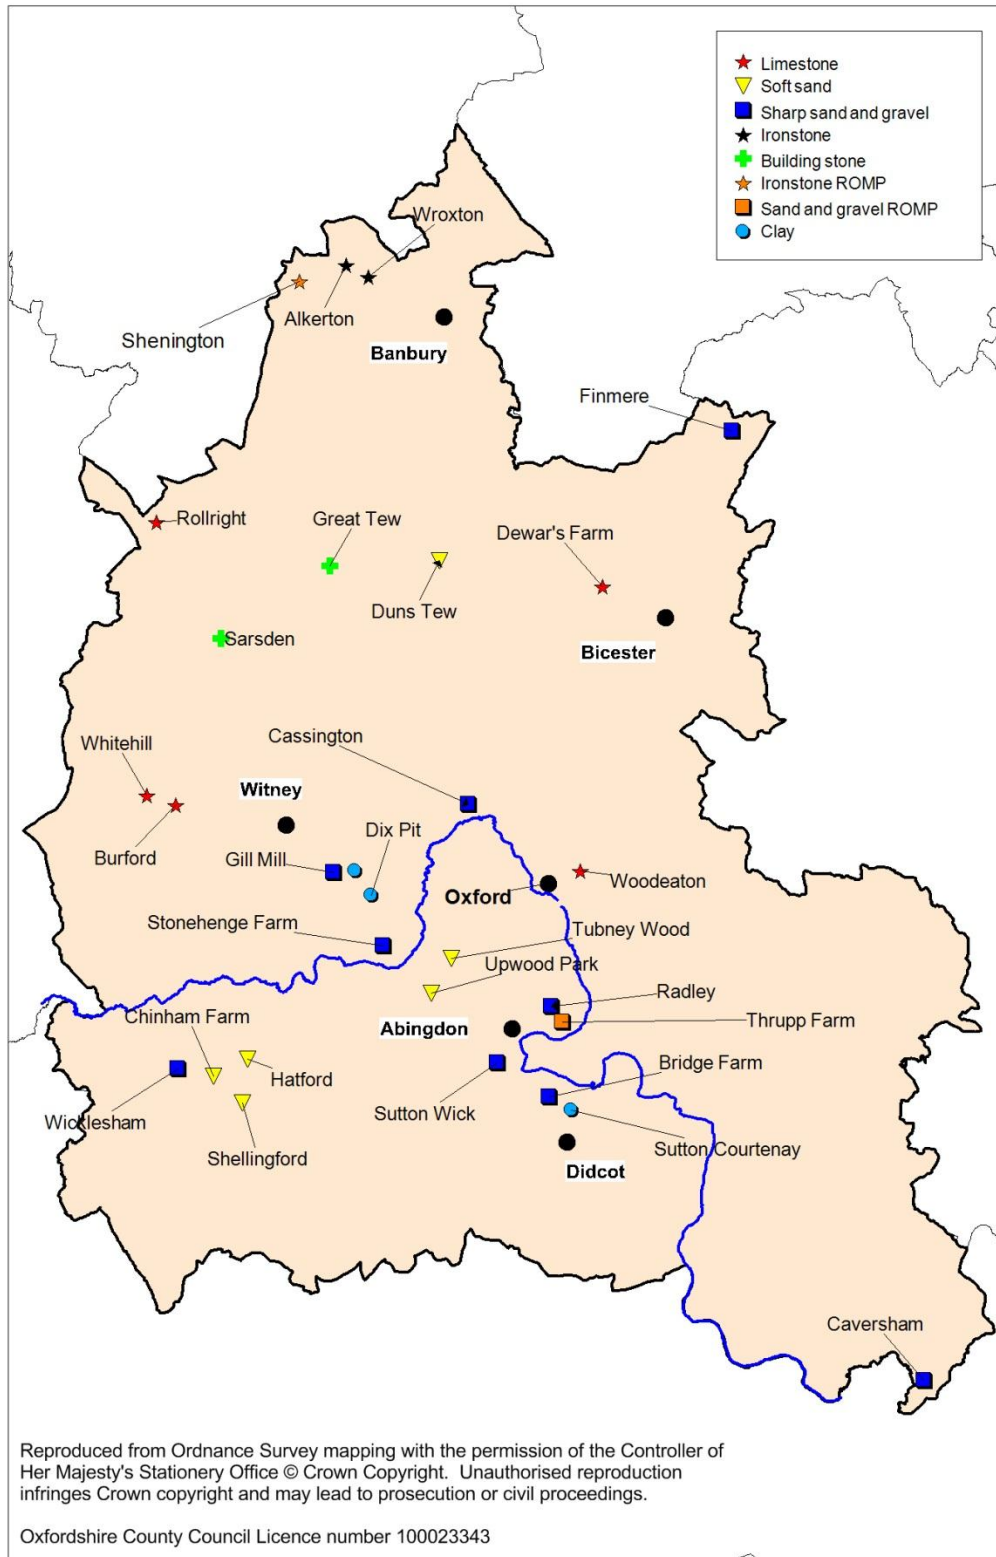 Limestone
Soft sand
Sharp sand and gravel
Ironstone
Building stone
Ironstone ROMP
Sand and gravel ROMP
Clay
Wroxton
Alkerton
Shenington
Banbury
Finmere
Rollright
Great Tew
Dewar's Farm
Duns Tew
Sarsden
Bicester
Cassington
Whitehill
Witney
Dix Pit
Burford
Gill Mill
Oxford
Woodeaton
Stonehenge Farm
Tubney Wood
Upwood Park
Radley
Chinham Farm
Abingdon
Thrupp Farm
Hatford
Bridge Farm
Sutton Wick
Wicklesham
Shellingford
Sutton Courtenay
Didcot
Caversham
Reproduced from Ordnance Survey mapping with the permission of the Controller of
Her Majesty's Stationery Office © Crown Copyright. Unauthorised reproduction
infringes Crown copyright and may lead to prosecution or civil proceedings.
Oxfordshire County Council Licence number 100023343